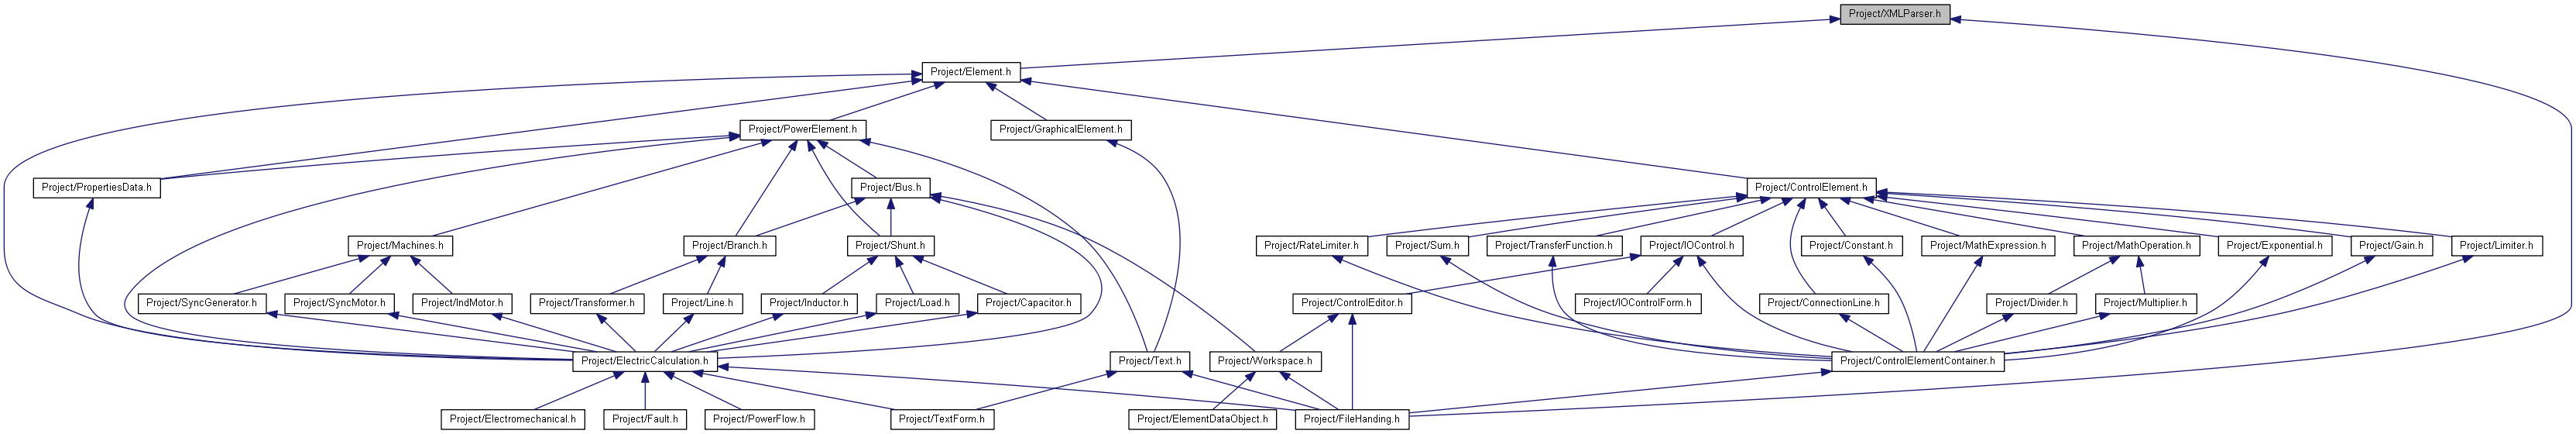 Project/XMLParser.h
Project/Element.h
Project/PowerElement.h
Project/GraphicalElement.h
Project/PropertiesData.h
Project/Bus.h
Project/ControlElement.h
Project/Machines.h
Project/Branch.h
Project/Shunt.h
Project/RateLimiter.h
Project/Sum.h
Project/TransferFunction.h
Project/IOControl.h
Project/Constant.h
Project/MathExpression.h
Project/MathOperation.h
Project/Exponential.h
Project/Gain.h
Project/Limiter.h
Project/SyncGenerator.h
Project/SyncMotor.h
Project/IndMotor.h
Project/Transformer.h
Project/Line.h
Project/Inductor.h
Project/Load.h
Project/Capacitor.h
Project/ControlEditor.h
Project/IOControlForm.h
Project/ConnectionLine.h
Project/Divider.h
Project/Multiplier.h
Project/ElectricCalculation.h
Project/Text.h
Project/Workspace.h
Project/ControlElementContainer.h
Project/Electromechanical.h
Project/Fault.h
Project/PowerFlow.h
Project/TextForm.h
Project/ElementDataObject.h
Project/FileHanding.h